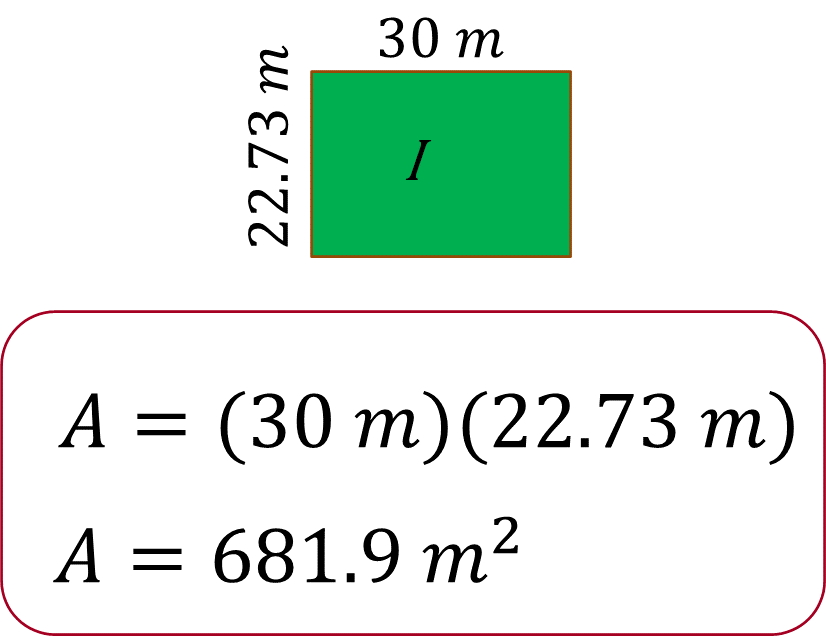 30 m
22.73 m
I
A = (30 m)(22.73 m)
A = 681.9 m²